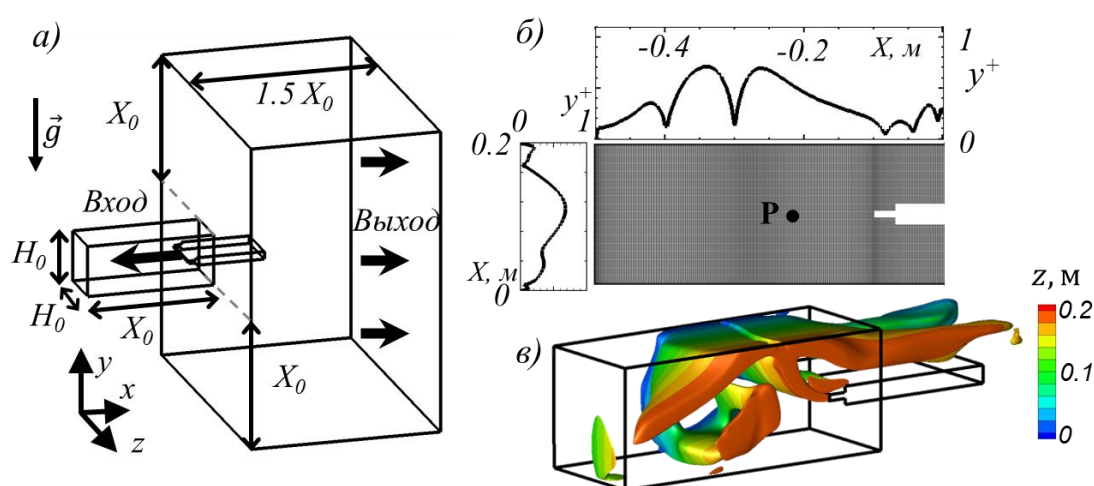 а)
g
X₀
1.5 X₀
Вход
Выход
H₀
H₀
X₀
X₀
y
x
z
б)
-0.4
-0.2
X, м
1
y⁺
0
y⁺
0
1
0.2
X, м
0
P
в)
z, м
0.2
0.1
0